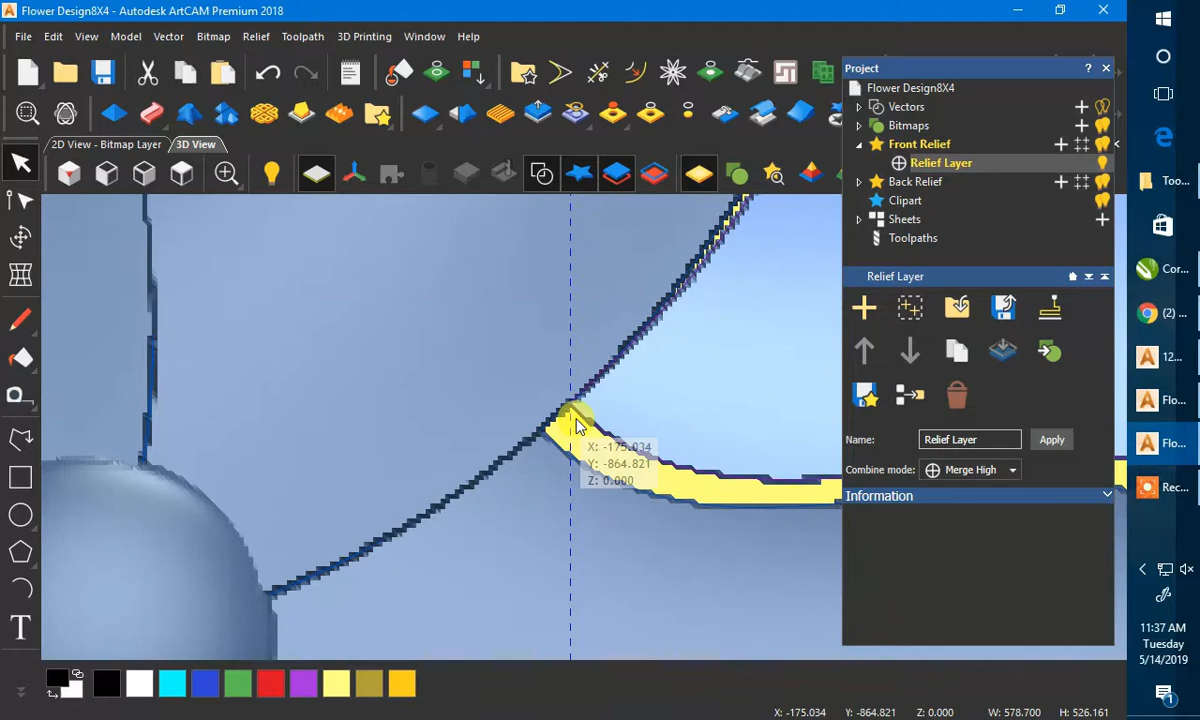 Flower Design8X4 - Autodesk ArtCAM Premium 2018
File Edit View Model Vector Bitmap Relief Toolpath 3D Printing Window Help
Project
? ×
Flower Design8X4
Vectors
Bitmaps
2D View - Bitmap Layer
3D View
Front Relief
Relief Layer
Back Relief
Clipart
Sheets
Toolpaths
Relief Layer
Name: Relief Layer Apply
Combine mode: Merge High
Information
X: -175.034
Y: -864.821
Z: 0.000
T
X: -175.034 Y: -864.821 Z: 0.000 W: 578.700 H: 526.161
Too...
Cor...
(2) ...
12...
Flo...
Flo...
Rec...
11:37 AM
Tuesday
5/14/2019
1